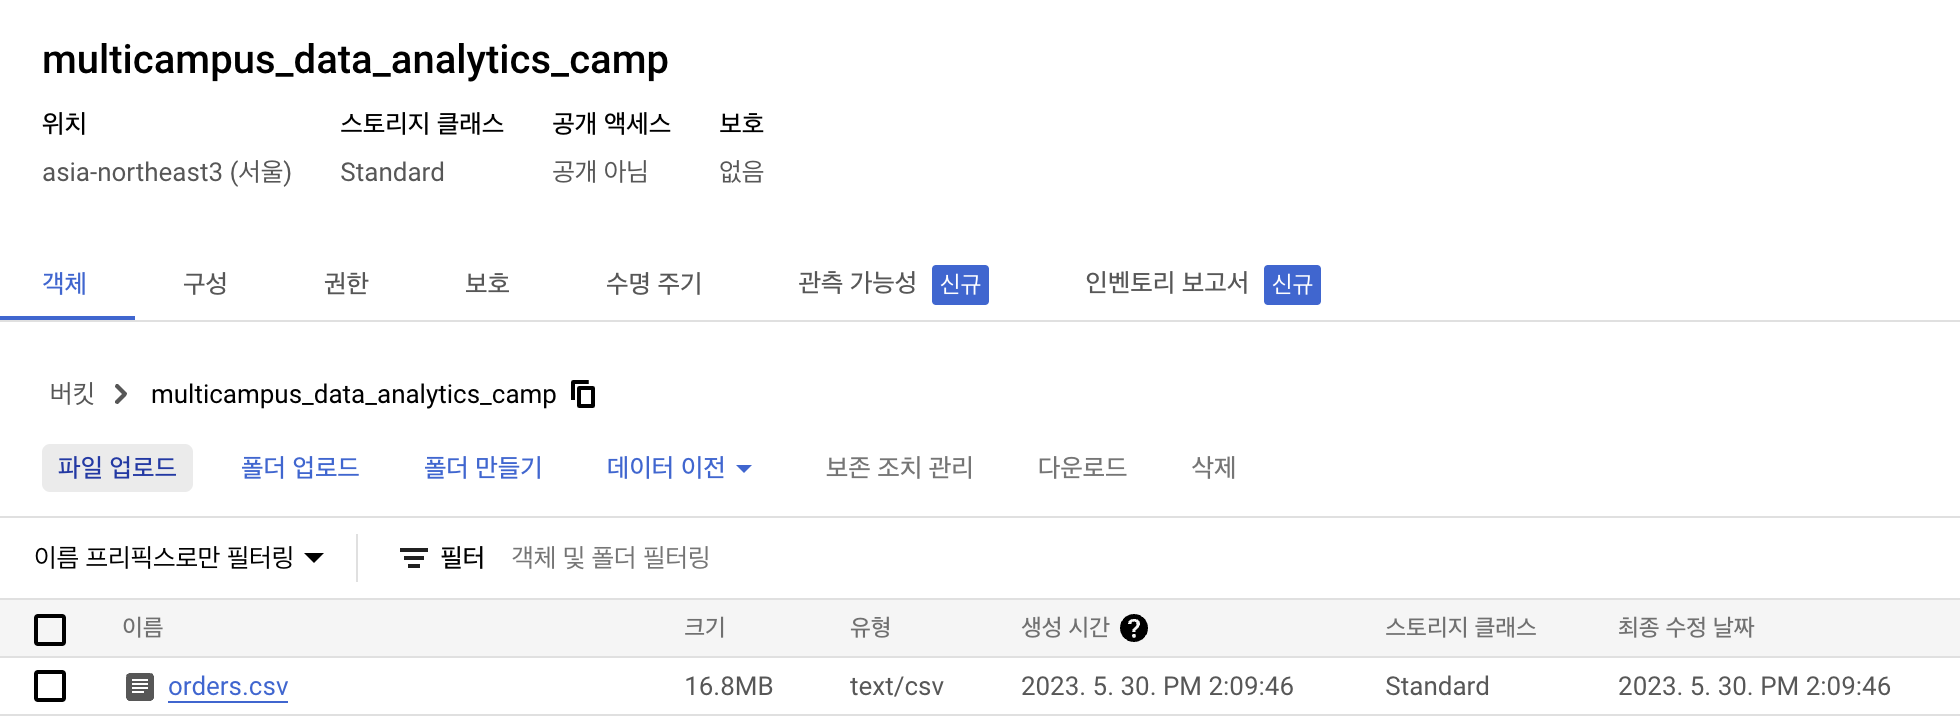 multicampus_data_analytics_camp
위치 스토리지 클래스 공개 액세스 보호
asia-northeast3 (서울) Standard 공개 아님 없음
객체 구성 권한 보호 수명 주기 관측 가능성 신규 인벤토리 보고서 신규
버킷 multicampus_data_analytics_camp
파일 업로드 폴더 업로드 폴더 만들기 데이터 이전 보존 조치 관리 다운로드 삭제
이름 프리픽스로만 필터링 필터 객체 및 폴더 필터링
이름 크기 유형 생성 시간 ? 스토리지 클래스 최종 수정 날짜
orders.csv 16.8MB text/csv 2023. 5. 30. PM 2:09:46 Standard 2023. 5. 30. PM 2:09:46